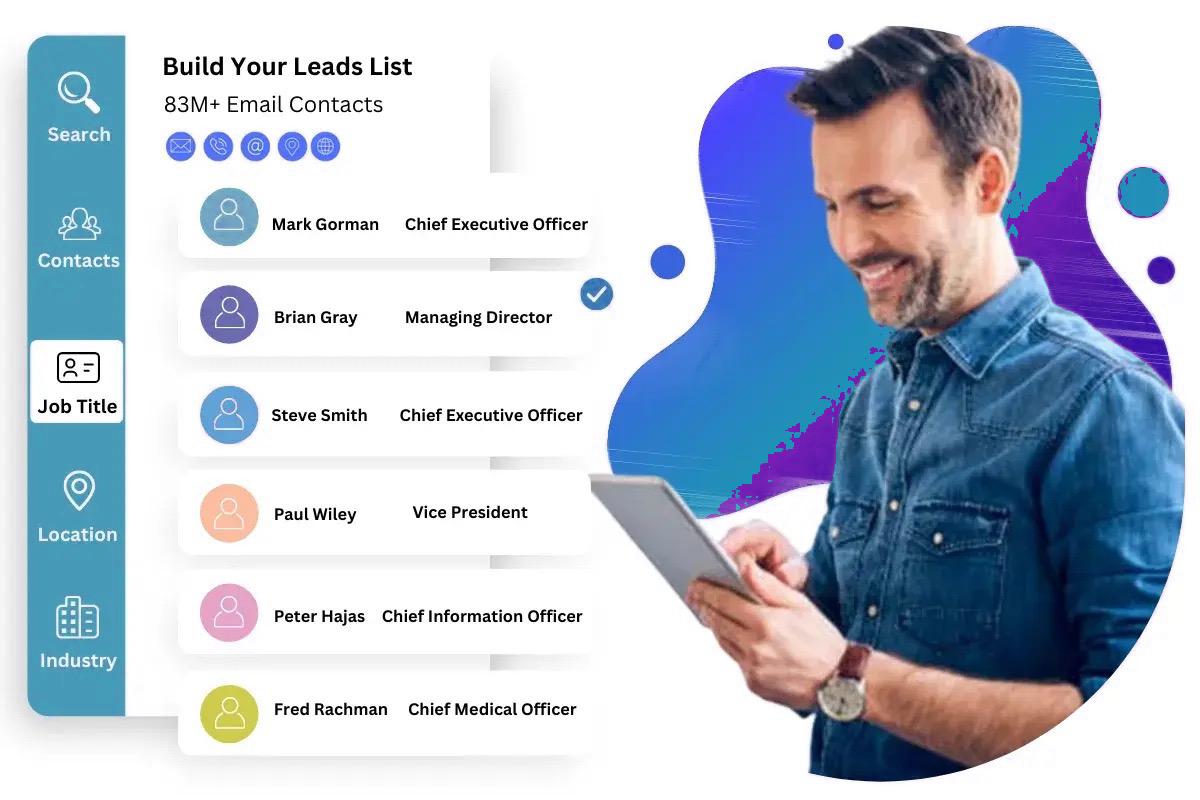 Build Your Leads List
83M+ Email Contacts
@
Search
Contacts
Job Title
Location
Industry
Mark Gorman Chief Executive Officer
Brian Gray Managing Director
Steve Smith Chief Executive Officer
Paul Wiley Vice President
Peter Hajas Chief Information Officer
Fred Rachman Chief Medical Officer